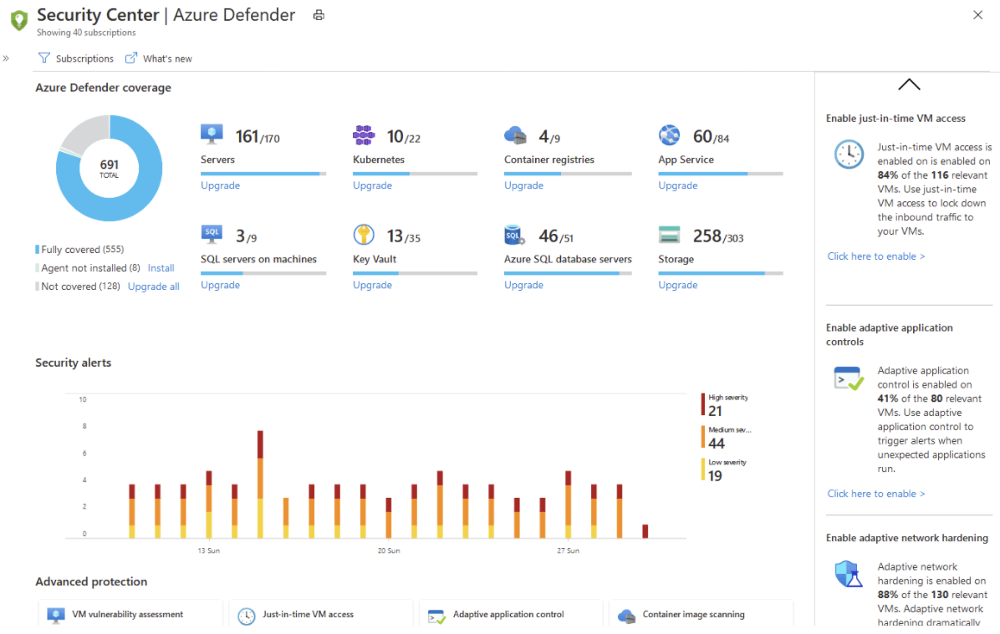 Security Center | Azure Defender
Showing 40 subscriptions
Subscriptions
What's new
Azure Defender coverage
691
TOTAL
Fully covered (555)
Agent not installed (8) Install
Not covered (128) Upgrade all
161/170
Servers
Upgrade
10/22
Kubernetes
Upgrade
4/9
Container registries
Upgrade
60/84
App Service
Upgrade
SQL
3/9
SQL servers on machines
Upgrade
13/35
Key Vault
Upgrade
SQL
46/51
Azure SQL database servers
Upgrade
258/303
Storage
Upgrade
Security alerts
10
8
6
4
2
0
13 Sun
20 Sun
27 Sun
High severity
21
Medium sev...
44
Low severity
19
Advanced protection
VM vulnerability assessment
Just-in-time VM access
Adaptive application control
Container image scanning
Enable just-in-time VM access
Just-in-time VM access is
enabled on is enabled on
84% of the 116 relevant
VMs. Use just-in-time
VM access to lock down
the inbound traffic to
your VMs.
Click here to enable >
Enable adaptive application
controls
Adaptive application
control is enabled on
41% of the 80 relevant
VMs. Use adaptive
application control to
trigger alerts when
unexpected applications
run.
Click here to enable >
Enable adaptive network hardening
Adaptive network
hardening is enabled on
88% of the 130 relevant
VMs. Adaptive network
hardening dramatically